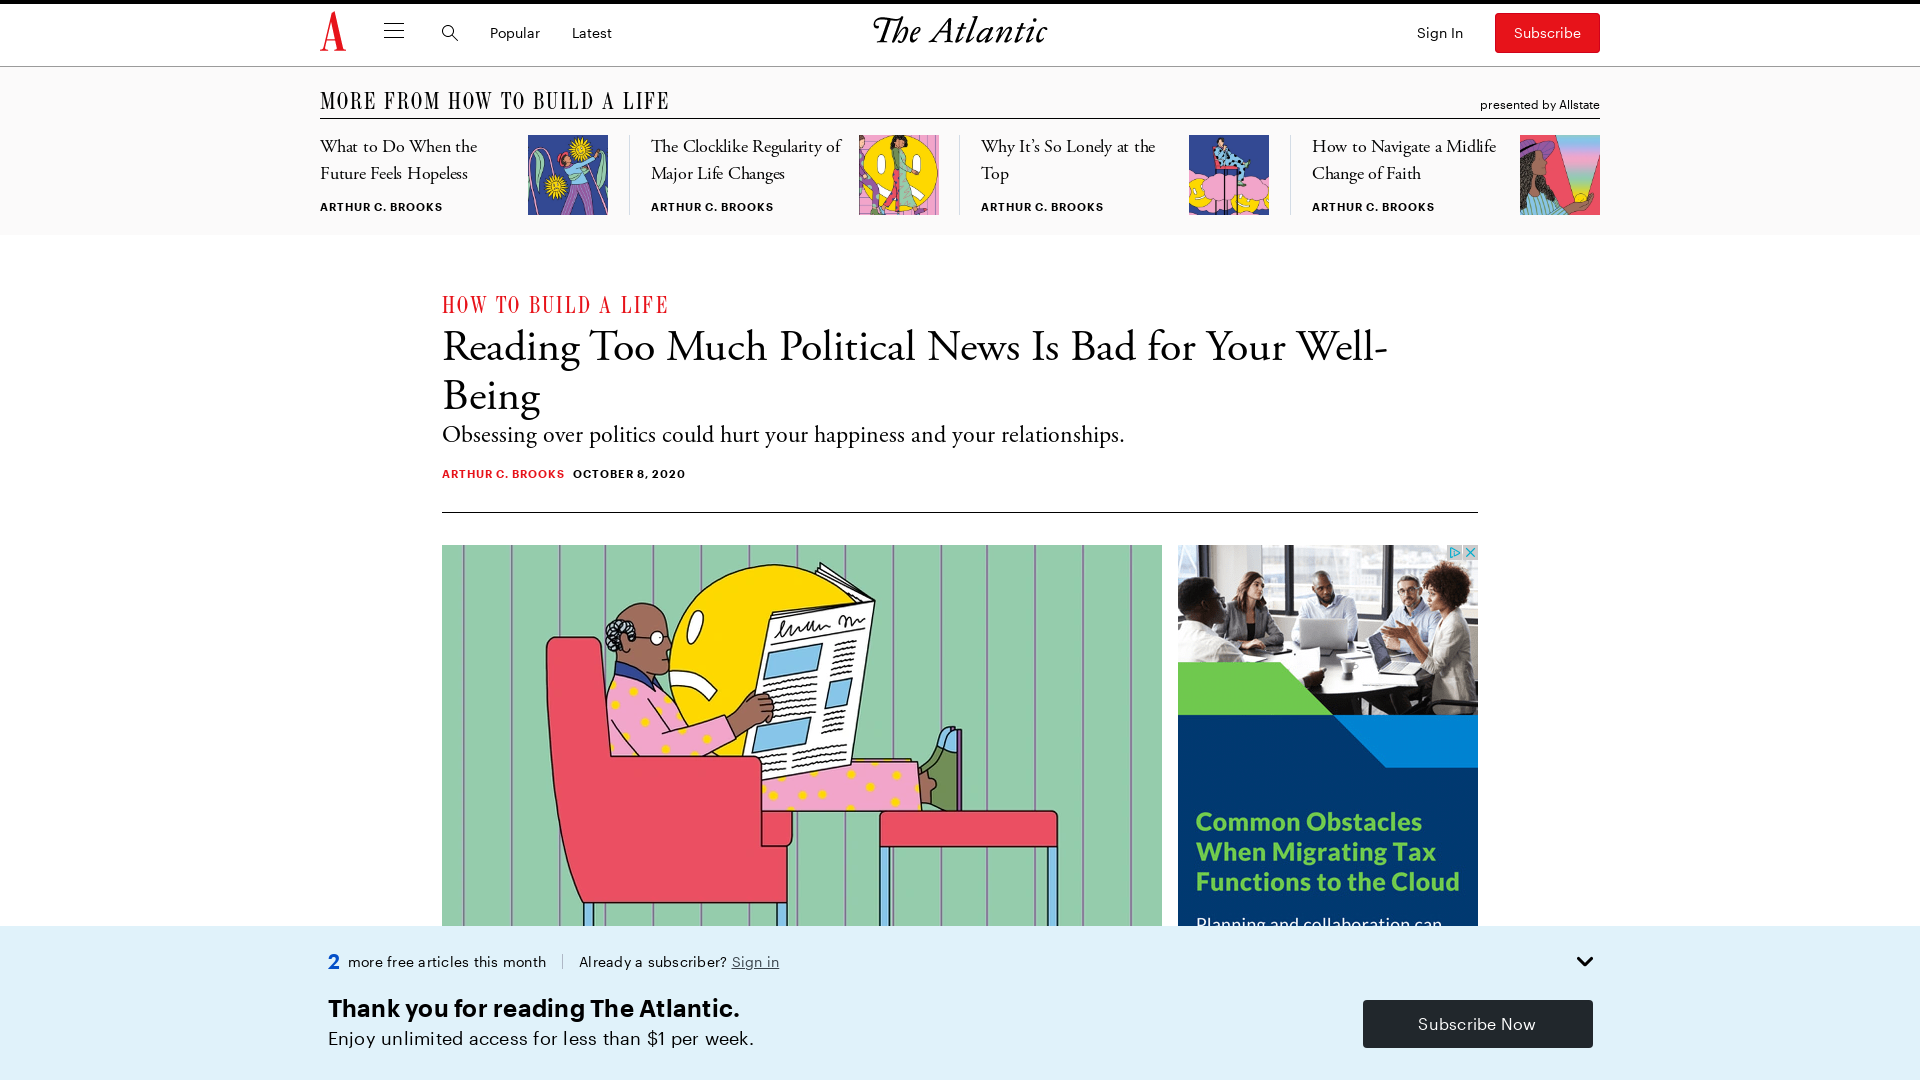 A
Popular
Latest
The Atlantic
Sign In
Subscribe
MORE FROM HOW TO BUILD A LIFE
presented by Allstate
What to Do When the
Future Feels Hopeless
ARTHUR C. BROOKS
The Clocklike Regularity of
Major Life Changes
ARTHUR C. BROOKS
Why It’s So Lonely at the
Top
ARTHUR C. BROOKS
How to Navigate a Midlife
Change of Faith
ARTHUR C. BROOKS
HOW TO BUILD A LIFE
Reading Too Much Political News Is Bad for Your Well-
Being
Obsessing over politics could hurt your happiness and your relationships.
ARTHUR C. BROOKS OCTOBER 8, 2020
Common Obstacles
When Migrating Tax
Functions to the Cloud
Planning and collaboration can
2 more free articles this month
Already a subscriber? Sign in
Thank you for reading The Atlantic.
Enjoy unlimited access for less than $1 per week.
Subscribe Now